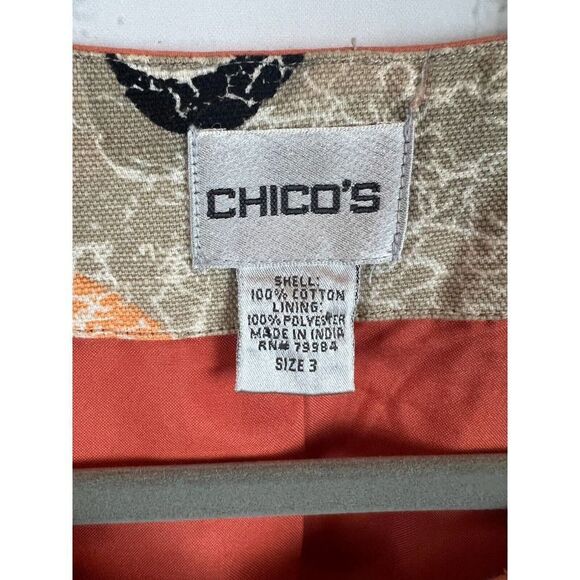 CHICO'S
SHELL:
100% COTTON
LINING:
100% POLYESTER
MADE IN INDIA
RN# 79984
SIZE 3